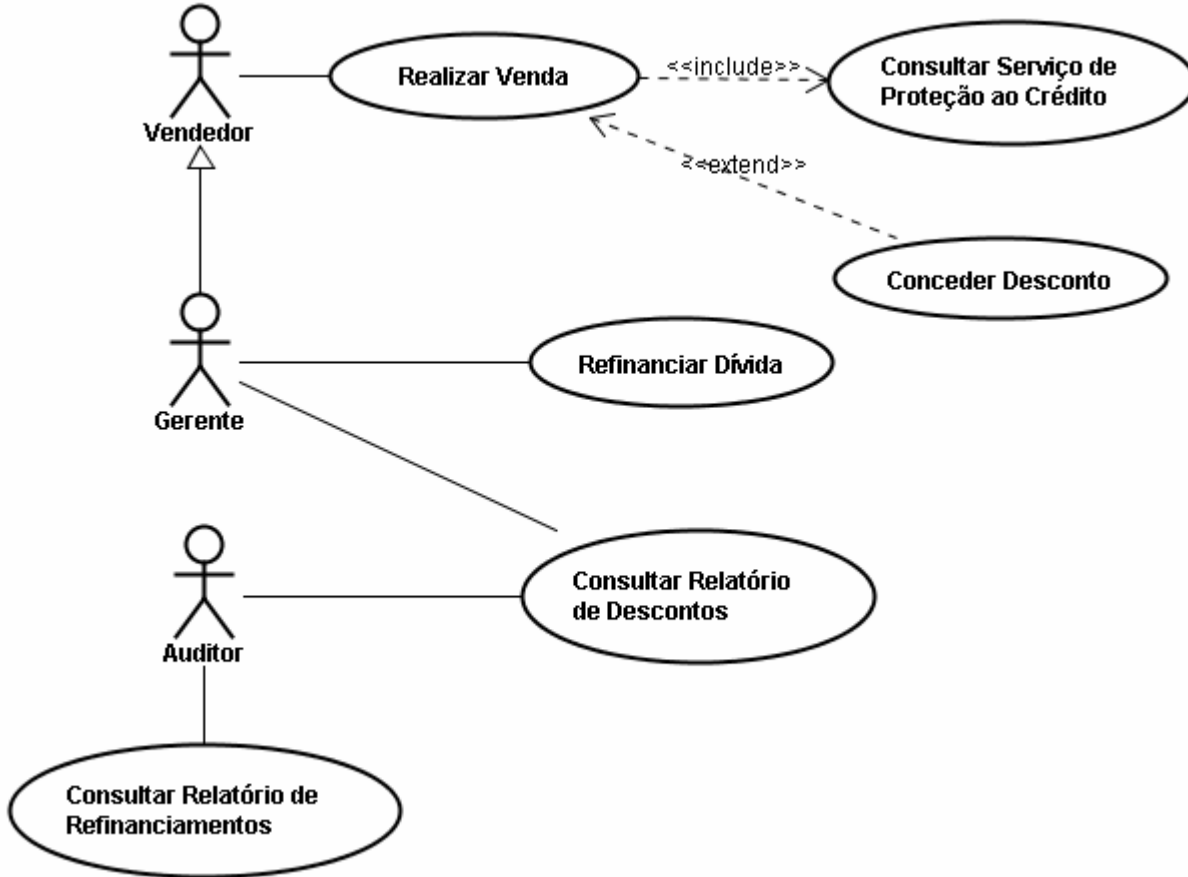 Realizar Venda
<<include>>
Consultar Serviço de
Proteção ao Crédito
Vendedor
<<extend>>
Conceder Desconto
Refinanciar Dívida
Gerente
Consultar Relatório
de Descontos
Auditor
Consultar Relatório de
Refinanciamentos